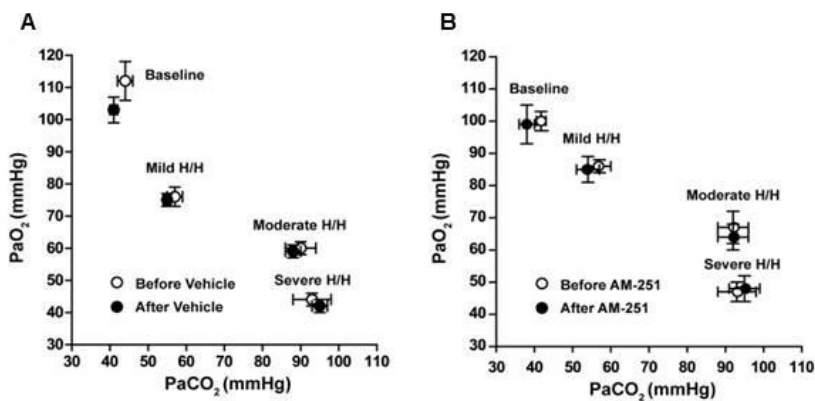 A
120
110
100
90
80
70
60
50
40
30
PaO2 (mmHg)
Baseline
Mild H/H
Moderate H/H
Severe H/H
Before Vehicle
After Vehicle
30 40 50 60 70 80 90 100 110
PaCO2 (mmHg)
B
120
110
100
90
80
70
60
50
40
30
PaO2 (mmHg)
Baseline
Mild H/H
Moderate H/H
Severe H/H
Before AM-251
After AM-251
30 40 50 60 70 80 90 100 110
PaCO2 (mmHg)